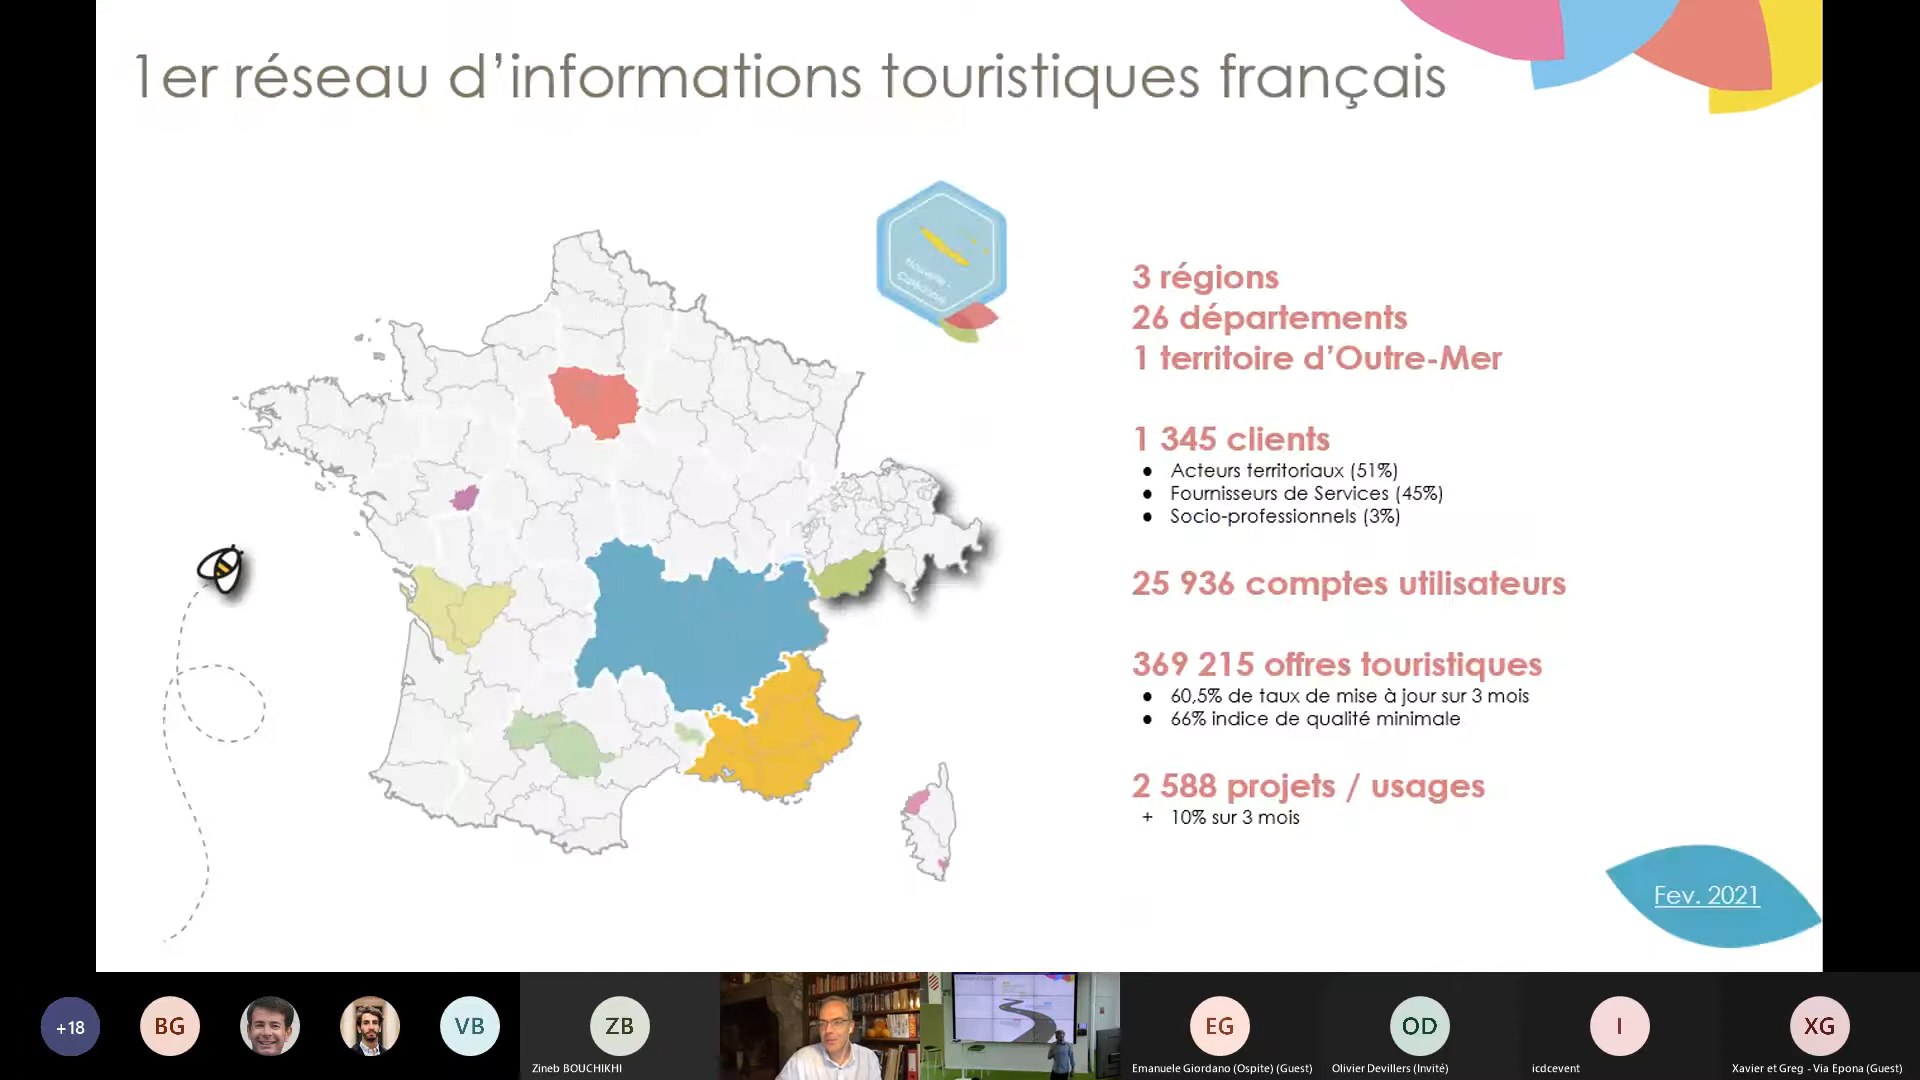 1er réseau d'informations touristiques français
Nouvelle -
Calédonie
3 régions
26 départements
1 territoire d'Outre-Mer
1 345 clients
● Acteurs territoriaux (51%)
● Fournisseurs de Services (45%)
● Socio-professionnels (3%)
25 936 comptes utilisateurs
369 215 offres touristiques
● 60,5% de taux de mise à jour sur 3 mois
● 66% indice de qualité minimale
2 588 projets / usages
+ 10% sur 3 mois
Fev. 2021
+18
BG
VB
ZB
EG
OD
I
XG
Zineb BOUCHIKHI
Emanuele Giordano (Ospite) (Guest)
Olivier Devillers (Invité)
icdcevent
Xavier et Greg - Via Epona (Guest)